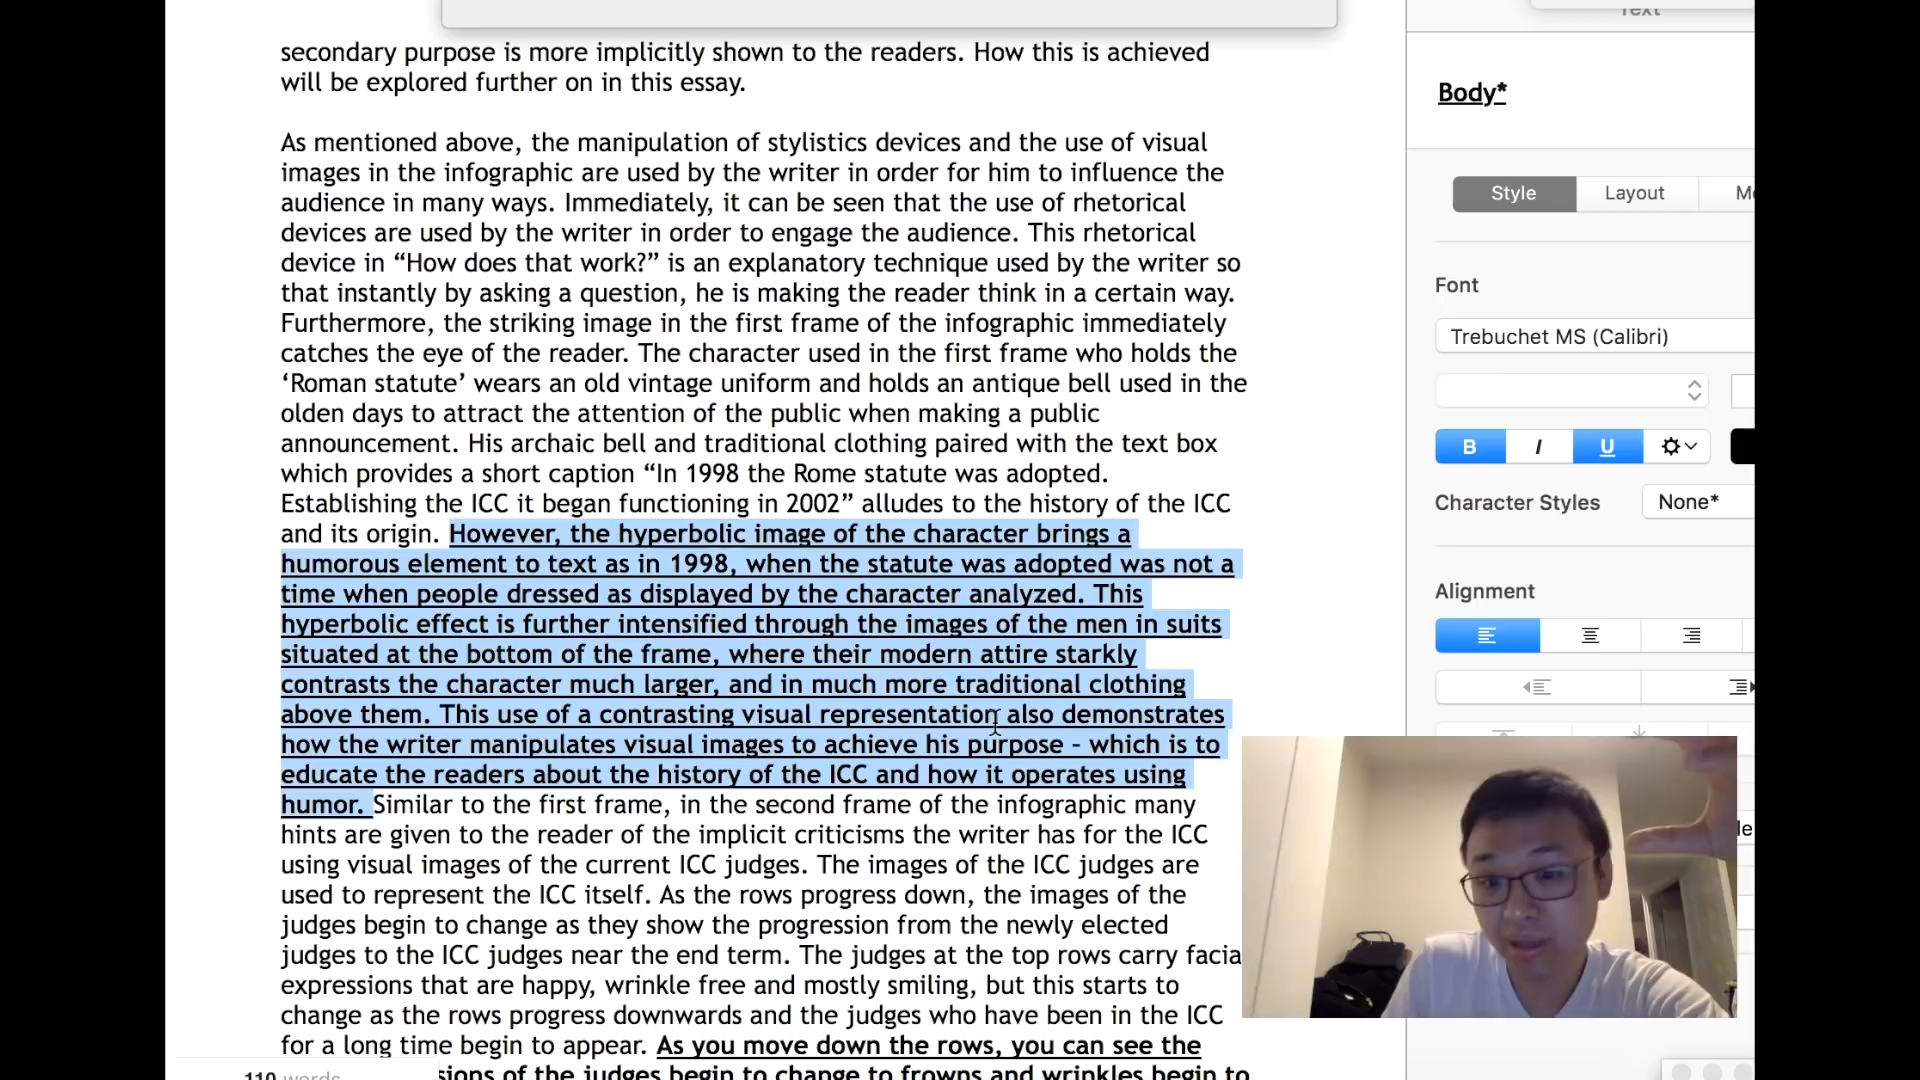 Text
secondary purpose is more implicitly shown to the readers. How this is achieved
will be explored further on in this essay.
As mentioned above, the manipulation of stylistics devices and the use of visual
images in the infographic are used by the writer in order for him to influence the
audience in many ways. Immediately, it can be seen that the use of rhetorical
devices are used by the writer in order to engage the audience. This rhetorical
device in “How does that work?” is an explanatory technique used by the writer so
that instantly by asking a question, he is making the reader think in a certain way.
Furthermore, the striking image in the first frame of the infographic immediately
catches the eye of the reader. The character used in the first frame who holds the
‘Roman statute’ wears an old vintage uniform and holds an antique bell used in the
olden days to attract the attention of the public when making a public
announcement. His archaic bell and traditional clothing paired with the text box
which provides a short caption “In 1998 the Rome statute was adopted.
Establishing the ICC it began functioning in 2002” alludes to the history of the ICC
and its origin. However, the hyperbolic image of the character brings a
humorous element to text as in 1998, when the statute was adopted was not a
time when people dressed as displayed by the character analyzed. This
hyperbolic effect is further intensified through the images of the men in suits
situated at the bottom of the frame, where their modern attire starkly
contrasts the character much larger, and in much more traditional clothing
above them. This use of a contrasting visual representation also demonstrates
how the writer manipulates visual images to achieve his purpose - which is to
educate the readers about the history of the ICC and how it operates using
humor. Similar to the first frame, in the second frame of the infographic many
hints are given to the reader of the implicit criticisms the writer has for the ICC
using visual images of the current ICC judges. The images of the ICC judges are
used to represent the ICC itself. As the rows progress down, the images of the
judges begin to change as they show the progression from the newly elected
judges to the ICC judges near the end term. The judges at the top rows carry facia
expressions that are happy, wrinkle free and mostly smiling, but this starts to
change as the rows progress downwards and the judges who have been in the ICC
for a long time begin to appear. As you move down the rows, you can see the
sions of the judges begin to change to frowns and wrinkles begin to
110 words
Body*
Style Layout Mo
Font
Trebuchet MS (Calibri)
B I U
Character Styles None*
Alignment
le